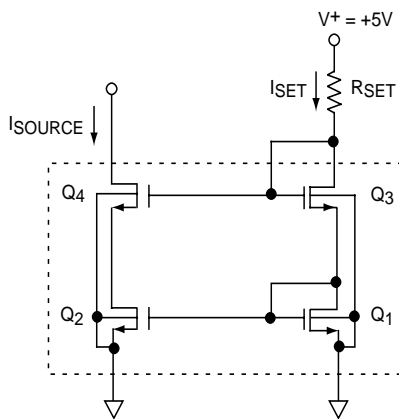 V+ = +5V
ISET
RSET
ISOURCE
Q4
Q3
Q2
Q1